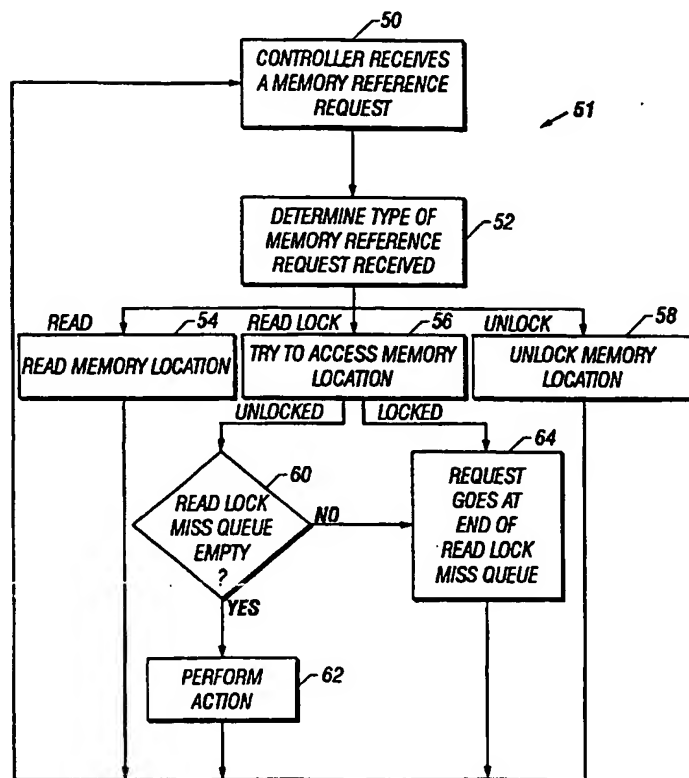 50
CONTROLLER RECEIVES
A MEMORY REFERENCE
REQUEST
51
DETERMINE TYPE OF
MEMORY REFERENCE
REQUEST RECEIVED
52
READ
54
READ LOCK
56
UNLOCK
58
READ MEMORY LOCATION
TRY TO ACCESS MEMORY
LOCATION
UNLOCK MEMORY
LOCATION
UNLOCKED
LOCKED
64
60
READ LOCK
MISS QUEUE
EMPTY
?
NO
REQUEST
GOES AT
END OF
READ LOCK
MISS QUEUE
YES
PERFORM
ACTION
62